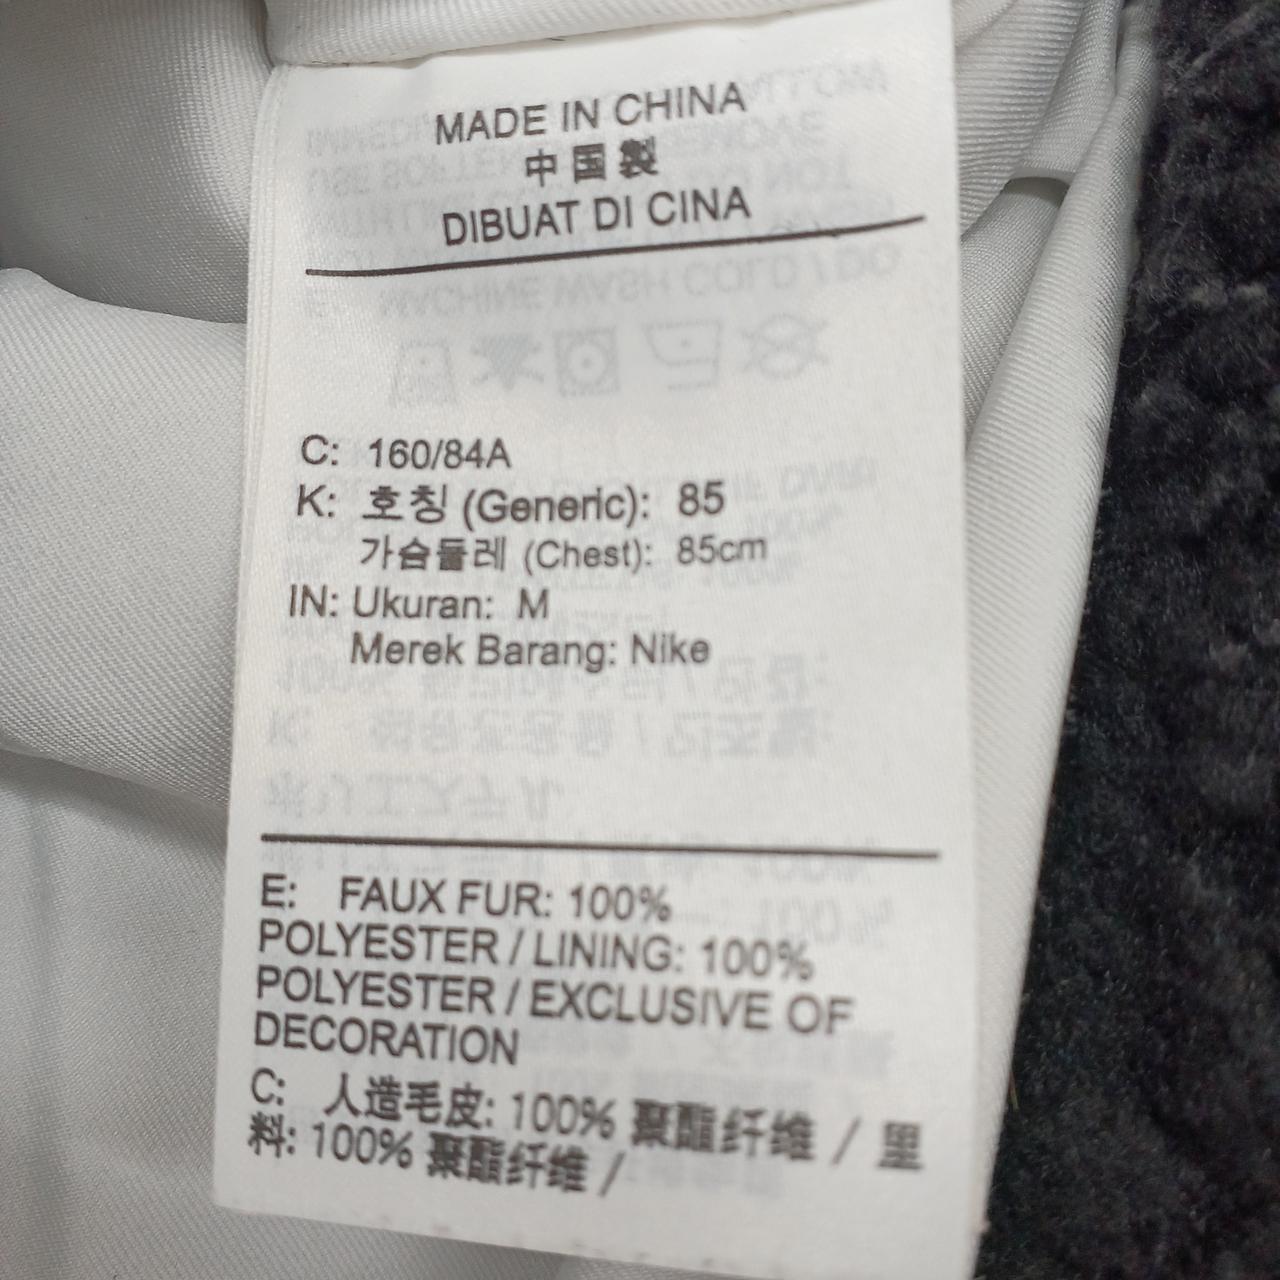 MADE IN CHINA
中国製
DIBUAT DI CINA
C: 160/84A
K: 호칭 (Generic): 85
가슴둘레 (Chest): 85cm
IN: Ukuran: M
Merek Barang: Nike
E: FAUX FUR: 100%
POLYESTER / LINING: 100%
POLYESTER / EXCLUSIVE OF
DECORATION
C: 人造毛皮: 100% 聚酯纤维 / 里
料: 100% 聚酯纤维 /